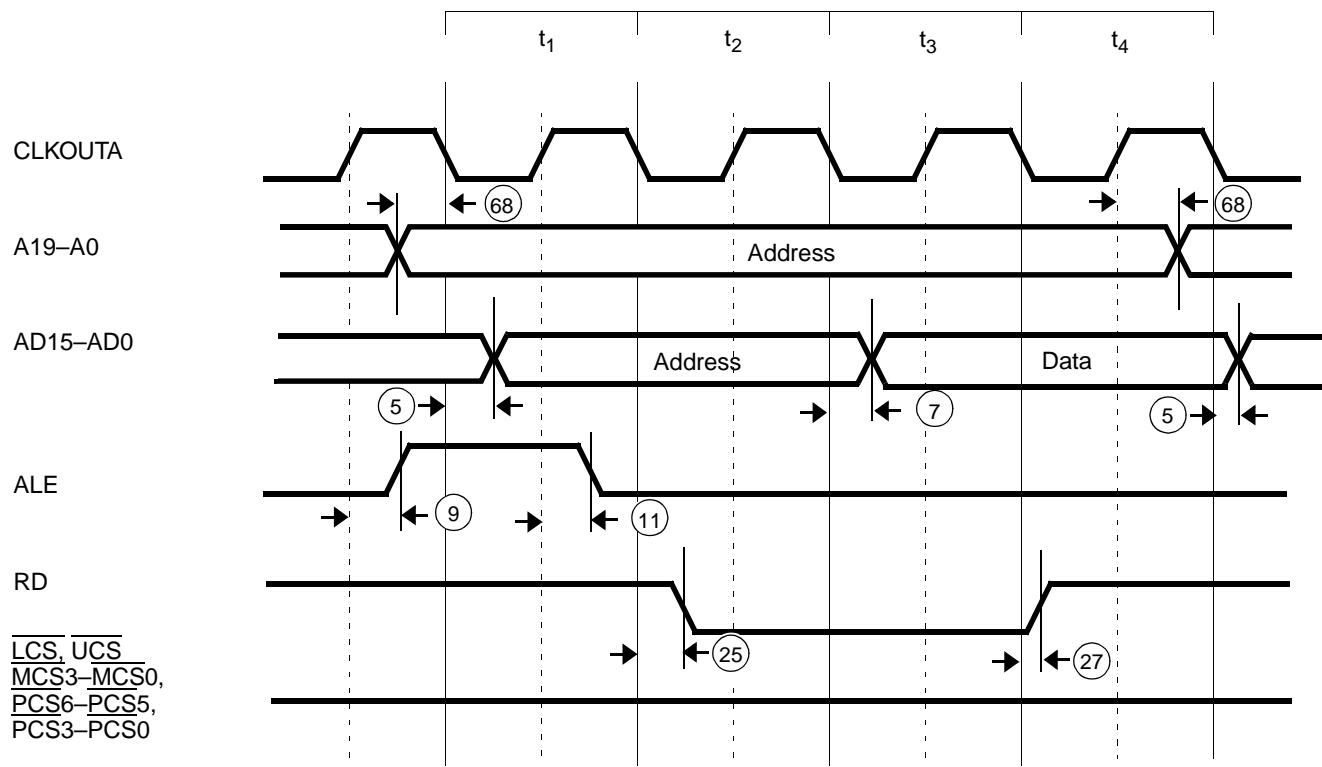 t1 t2 t3 t4
CLKOUTA
68 68
A19–A0 Address
AD15–AD0 Address Data
5 7 5
ALE
9 11
RD
25 27
LCS, UCS
MCS3–MCS0,
PCS6–PCS5,
PCS3–PCS0